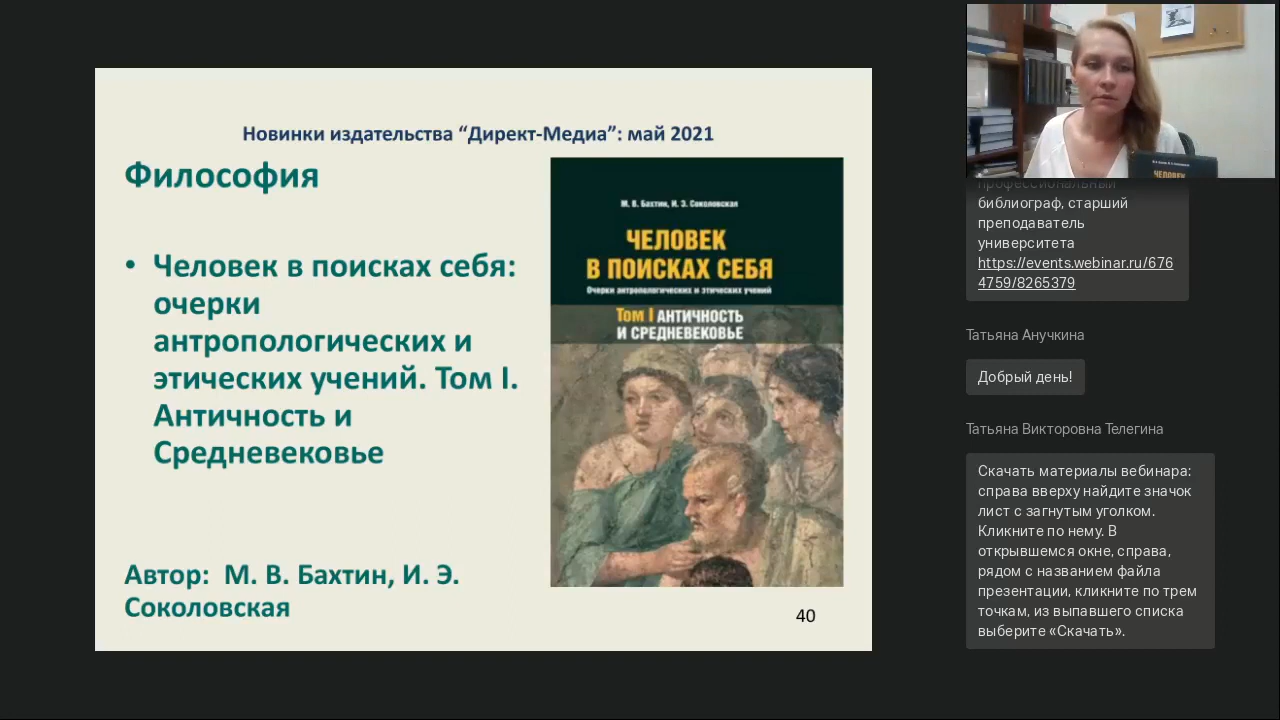 Новинки издательства “Директ-Медиа”: май 2021
Философия
• Человек в поисках себя:
очерки
антропологических и
этических учений. Том I.
Античность и
Средневековье
Автор: М. В. Бахтин, И. Э.
Соколовская
М. В. Бахтин, И. Э. Соколовская
ЧЕЛОВЕК
В ПОИСКАХ СЕБЯ
Очерки антропологических и этических учений
Том I АНТИЧНОСТЬ
И СРЕДНЕВЕКОВЬЕ
40
ЧЕЛОВЕК
профессиональный
библиограф, старший
преподаватель
университета
https://events.webinar.ru/676
4759/8265379
Татьяна Анучкина
Добрый день!
Татьяна Викторовна Телегина
Скачать материалы вебинара:
справа вверху найдите значок
лист с загнутым уголком.
Кликните по нему. В
открывшемся окне, справа,
рядом с названием файла
презентации, кликните по трем
точкам, из выпавшего списка
выберите «Скачать».